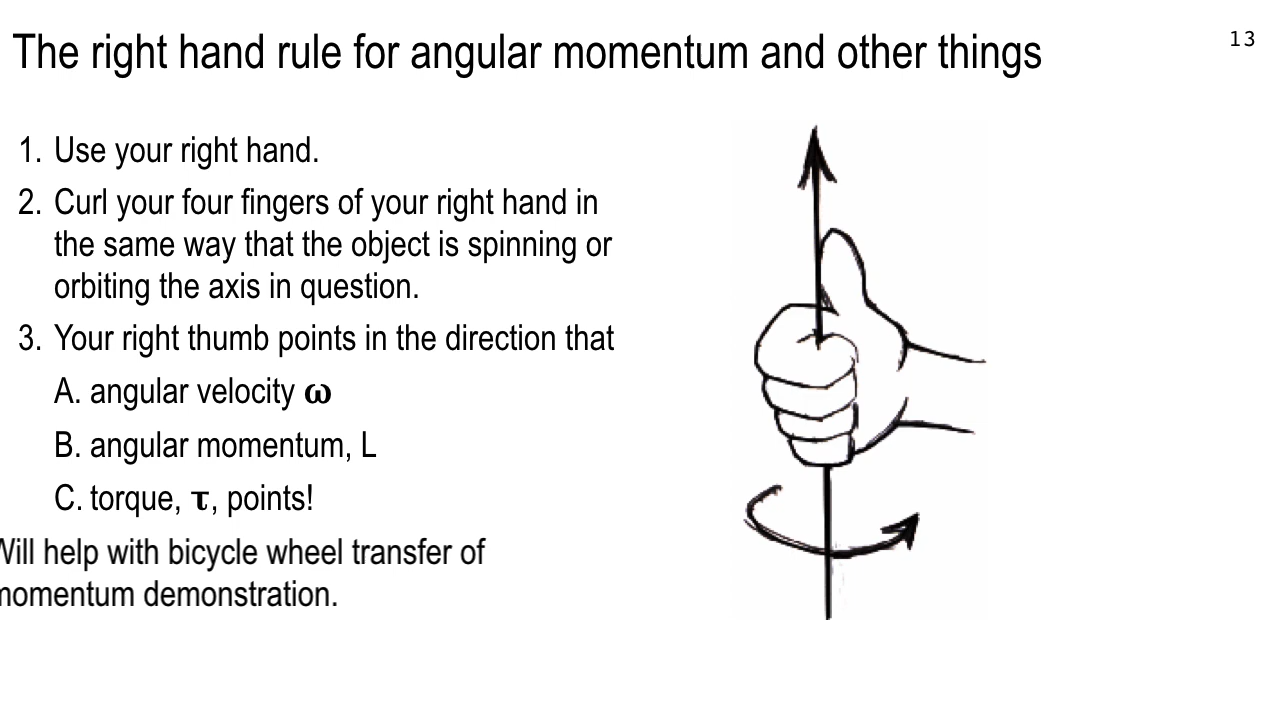 The right hand rule for angular momentum and other things
13
1. Use your right hand.
2. Curl your four fingers of your right hand in
the same way that the object is spinning or
orbiting the axis in question.
3. Your right thumb points in the direction that
A. angular velocity ω
B. angular momentum, L
C. torque, τ, points!
Will help with bicycle wheel transfer of
momentum demonstration.